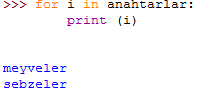 >>> for i in anahtarlar:
print (i)
meyveler
sebzeler